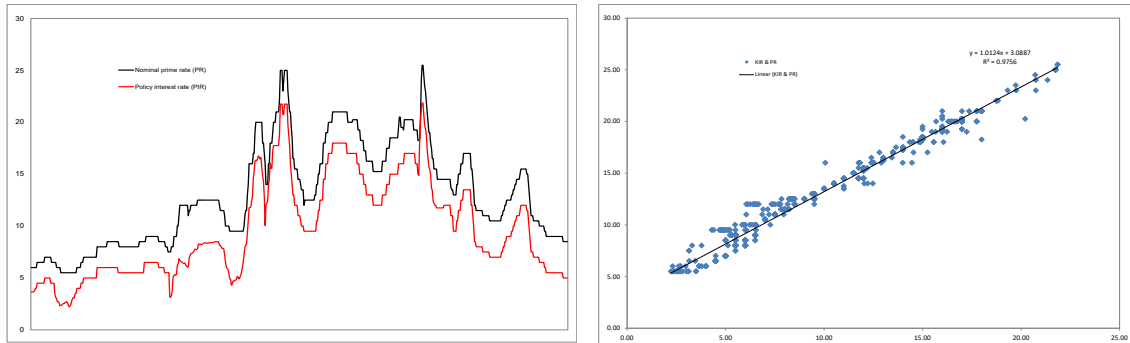 30
25
20
15
10
5
0
Nominal prime rate (PR)
Policy interest rate (PIR)
30.00
25.00
20.00
15.00
10.00
5.00
0.00
y = 1.0124x + 3.0887
R² = 0.9756
KIR & PR
Linear (KIR & PR)
0.00 5.00 10.00 15.00 20.00 25.00